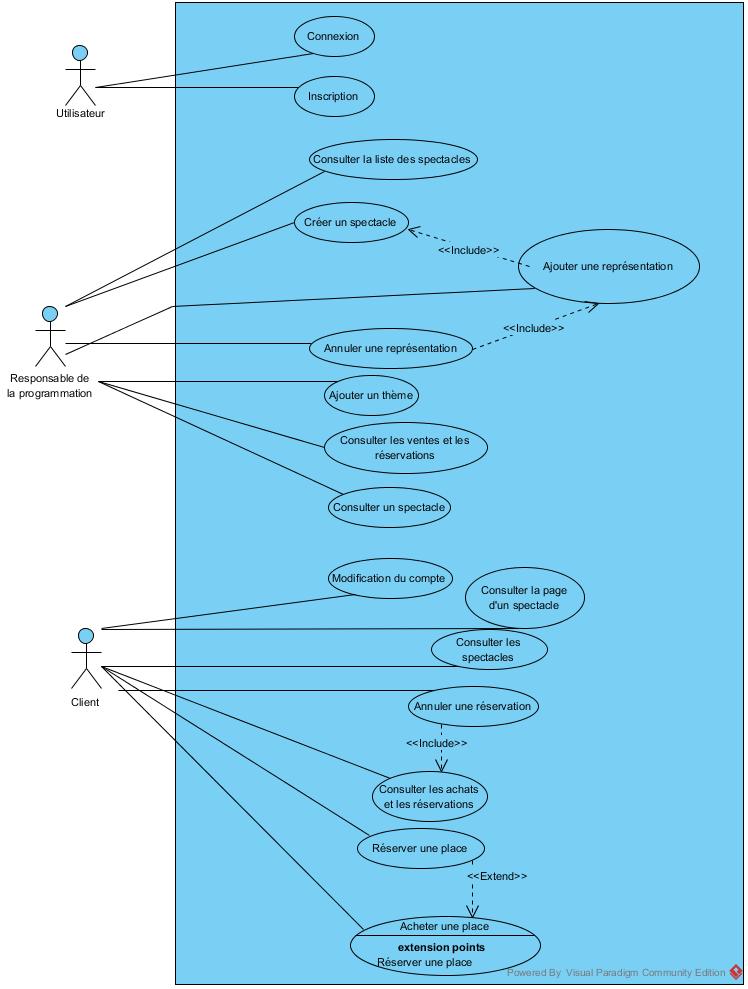 Connexion
Utilisateur
Inscription
Consulter la liste des spectacles
Créer un spectacle
<<Include>>
Ajouter une représentation
<<Include>>
Annuler une représentation
Responsable de
la programmation
Ajouter un thème
Consulter les ventes et les
réservations
Consulter un spectacle
Modification du compte
Consulter la page
d'un spectacle
Consulter les
spectacles
Client
Annuler une réservation
<<Include>>
Consulter les achats
et les réservations
Réserver une place
<<Extend>>
Acheter une place
extension points
Réserver une place
Powered By Visual Paradigm Community Edition